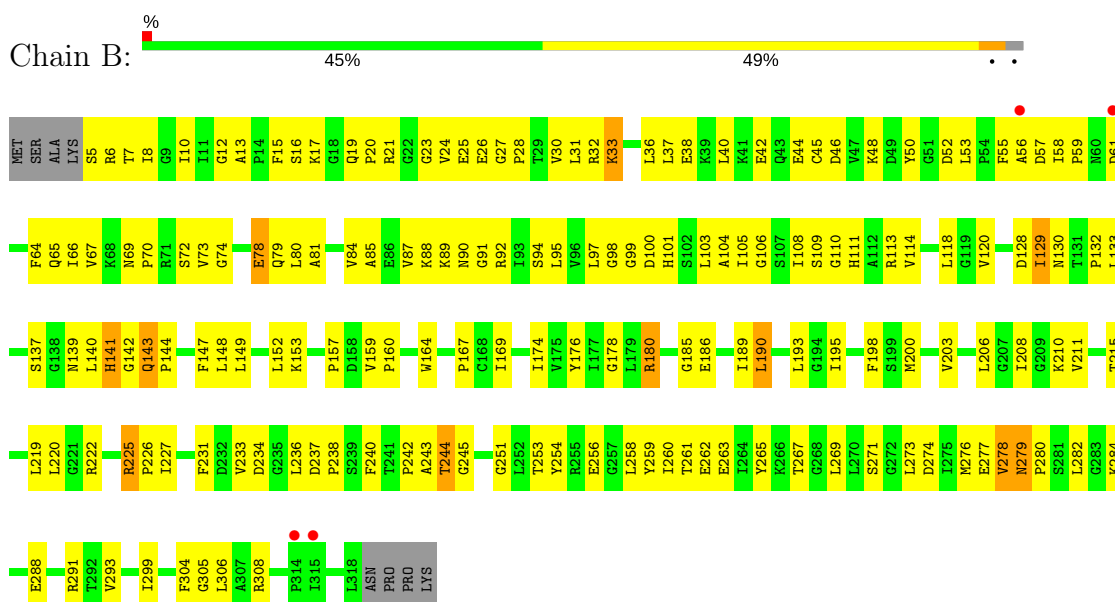 %
Chain B:
45% 49% • •
MET SER ALA LYS S5 R6 T7 I8 G9 I10 I11 G12 A13 P14 F15 S16 K17 G18 Q19 P20 R21 G22 G23 V24 E25 E26 G27 P28 T29 V30 L31 R32 K33 L36 L37 E38 K39 L40 K41 E42 Q43 E44 C45 D46 V47 K48 D49 Y50 G51 D52 L53 P54 F55 A56 D57 I58 P59 N60 D61
F64 Q65 I66 V67 K68 N69 P70 R71 S72 V73 G74 E78 Q79 L80 A81 V84 A85 E86 V87 K88 K89 N90 G91 R92 I93 S94 L95 V96 L97 G98 G99 D100 H101 S102 L103 A104 I105 G106 S107 I108 S109 G110 H111 A112 R113 V114 L118 G119 V120 D128 I129 N130 T131 P132 L133
S137 G138 N139 L140 H141 G142 Q143 P144 F147 L148 L149 L152 K153 P157 D158 V159 P160 W164 P167 C168 I169 I174 V175 Y176 I177 G178 L179 R180 G185 E186 I189 L190 L193 G194 I195 F198 S199 M200 V203 L206 G207 I208 G209 K210 V211 T215
L219 L220 G221 R222 R225 P226 I227 F231 D232 V233 D234 G235 L236 D237 P238 S239 F240 T241 P242 A243 T244 G245 G251 L252 T253 Y254 R255 E256 G257 L258 Y259 I260 T261 E262 E263 I264 Y265 K266 T267 G268 L269 L270 S271 G272 L273 D274 I275 M276 E277 V278 N279 P280 S281 L282 G283 K284
E288 R291 T292 V293 I299 F304 G305 L306 A307 R308 P314 I315 L318 ASN PRO PRO LYS